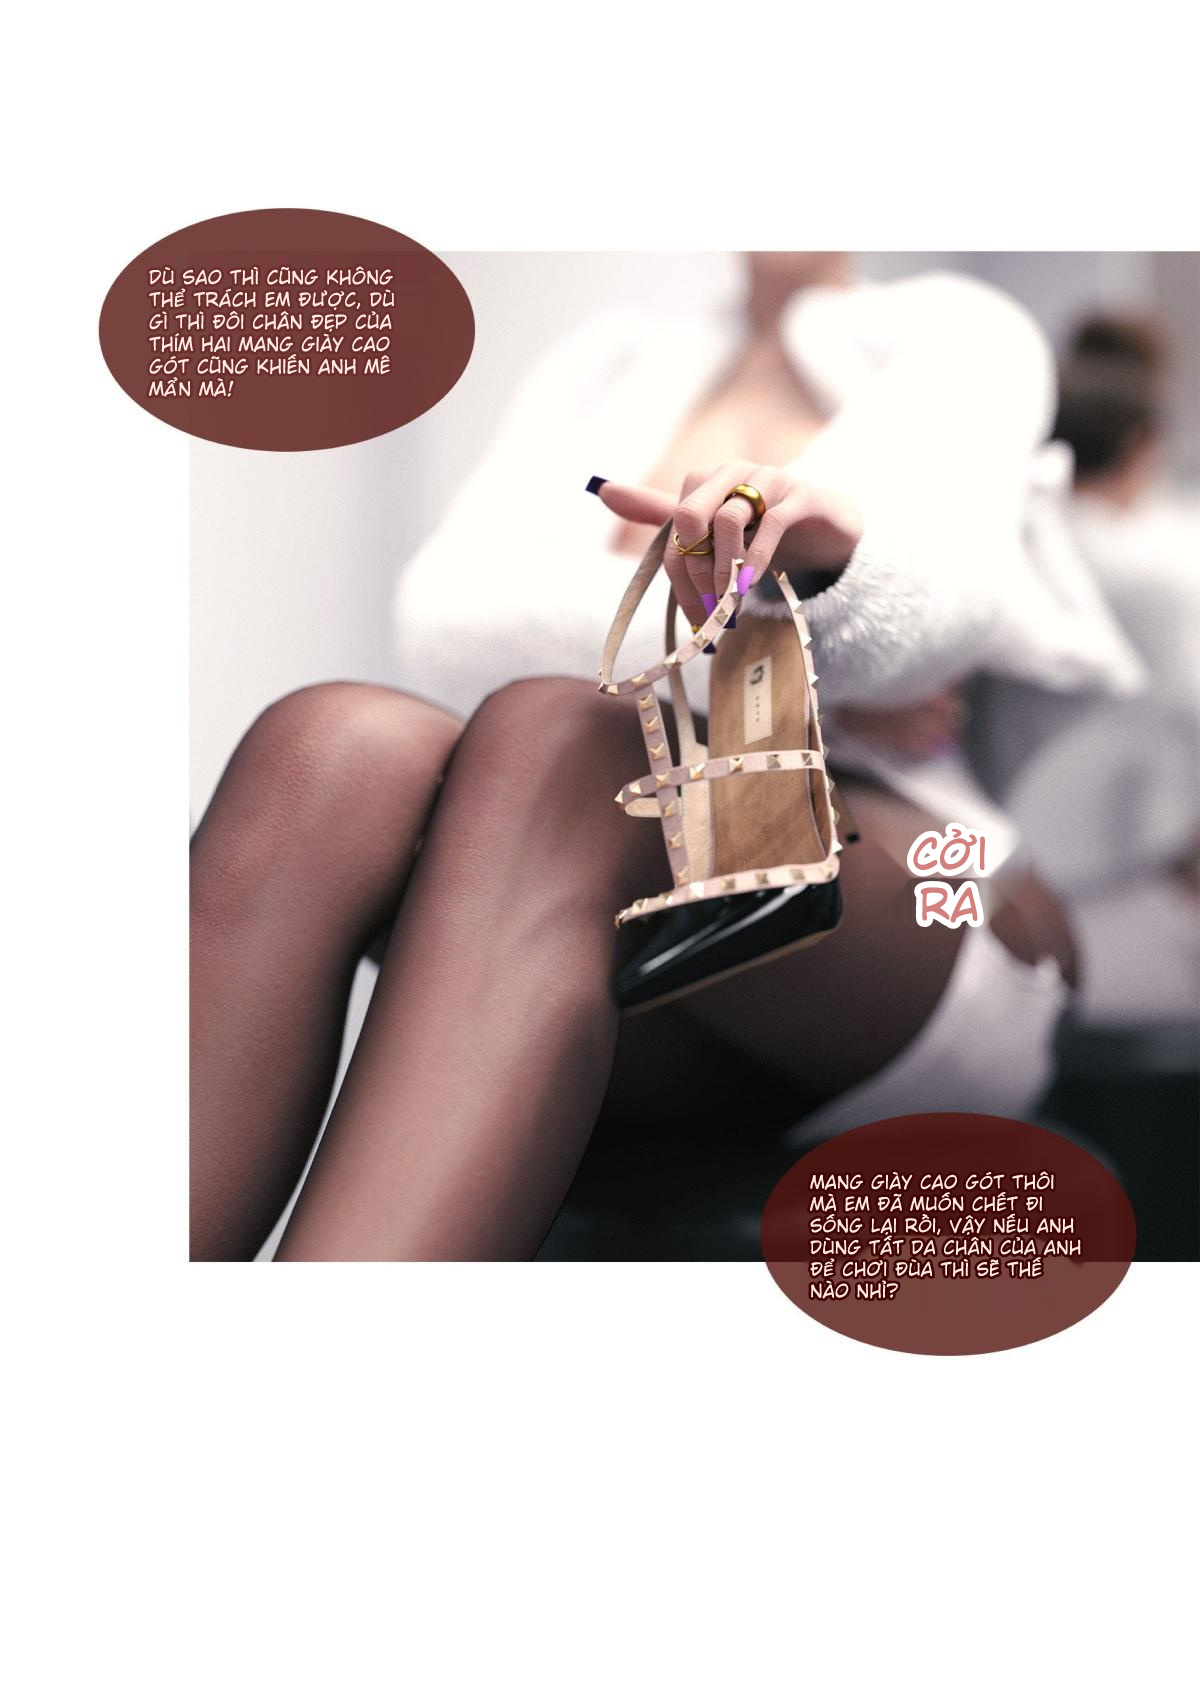 DÙ SAO THÌ CŨNG KHÔNG
THỂ TRÁCH EM ĐƯỢC, DÙ
GÌ THÌ ĐÔI CHÂN ĐẸP CỦA
THÍM HAI MANG GIÀY CAO
GÓT CŨNG KHIẾN ANH MÊ
MẨN MÀ!
CỞI
RA
MANG GIÀY CAO GÓT THÔI
MÀ EM ĐÃ MUỐN CHẾT ĐI
SỐNG LẠI RỒI, VẬY NẾU ANH
DÙNG TẤT DA CHÂN CỦA ANH
ĐỂ CHƠI ĐÙA THÌ SẼ THẾ
NÀO NHỈ?